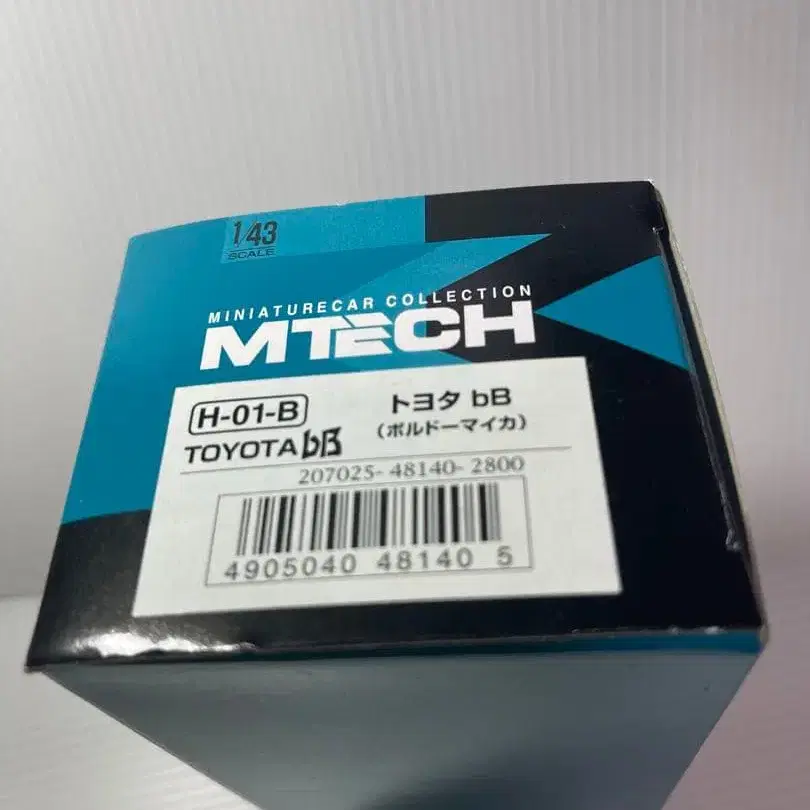 1/43
SCALE
MINIATURECAR COLLECTION
MTECH
H-01-B
トヨタ bB
TOYOTA bB
(ボルドーマイカ)
207025-48140-2800
4905040 48140 5